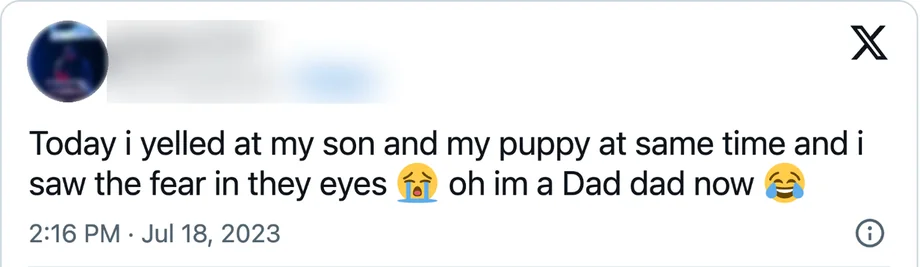 Today i yelled at my son and my puppy at same time and i
saw the fear in they eyes 😭 oh im a Dad dad now 😂
2:16 PM · Jul 18, 2023